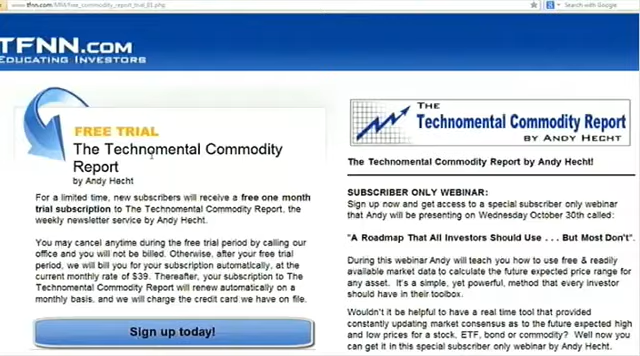 www.tfnn.com
Search with Google
TFNN.COM
EDUCATING INVESTORS
FREE TRIAL
The Technomental Commodity
Report
by Andy Hecht
For a limited time, new subscribers will receive a free one month
trial subscription to The Technomental Commodity Report, the
weekly newsletter service by Andy Hecht.
You may cancel anytime during the free trial period by calling our
office and you will not be billed. Otherwise, after your free trial
period, we will bill you for your subscription automatically, at the
current monthly rate of $39. Thereafter, your subscription to The
Technomental Commodity Report will renew automatically on a
monthly basis, and we will charge the credit card we have on file.
Sign up today!
THE
Technomental Commodity Report
BY ANDY HECHT
The Technomental Commodity Report by Andy Hecht!
SUBSCRIBER ONLY WEBINAR:
Sign up now and get access to a special subscriber only webinar
that Andy will be presenting on Wednesday October 30th called:
"A Roadmap That All Investors Should Use . . . But Most Don't".
During this webinar Andy will teach you how to use free & readily
available market data to calculate the future expected price range
for any asset. It's a simple, yet powerful, method that every
investor should have in their toolbox.
Wouldn't it be helpful to have a real time tool that provided
constantly updating market consensus as to the future expected high
and low prices for a stock, ETF, bond or commodity? Well now you
can get it in this special subscriber only webinar by Andy Hecht.